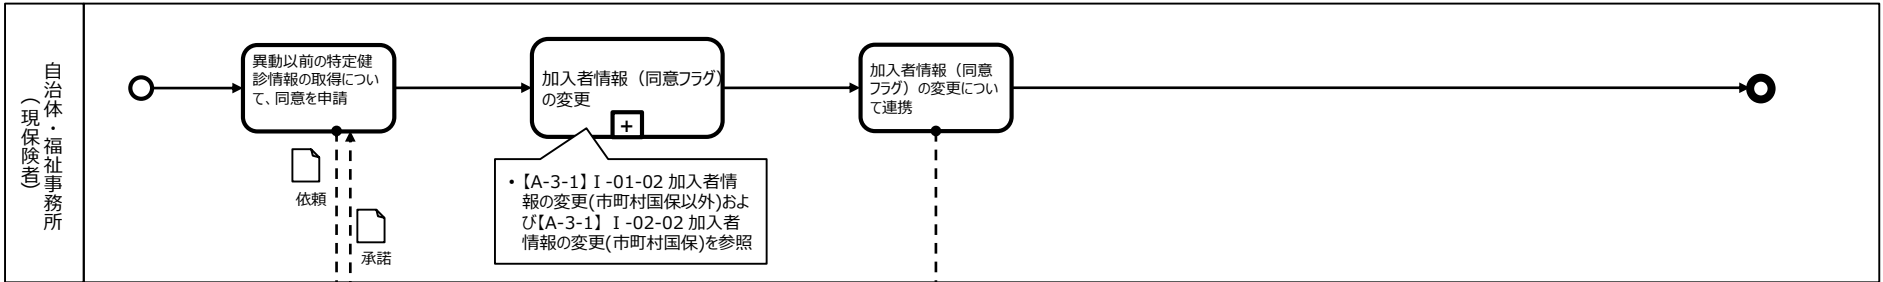 自治体・福祉事務所
（現保険者）
異動以前の特定健
診情報の取得につい
て、同意を申請
加入者情報（同意フラグ）
の変更
+
加入者情報（同意
フラグ）の変更につい
て連携
依頼
承諾
・【A-3-1】Ⅰ-01-02 加入者情
報の変更(市町村国保以外)およ
び【A-3-1】Ⅰ-02-02 加入者
情報の変更(市町村国保)を参照